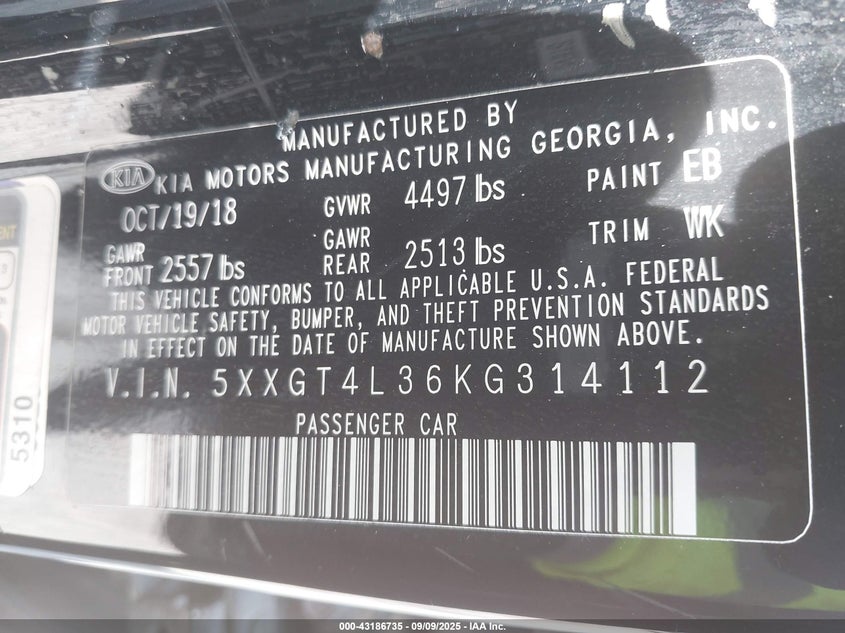 MANUFACTURED BY
KIA KIA MOTORS MANUFACTURING GEORGIA, INC.
OCT/19/18 GVWR 4497 lbs PAINT EB
GAWR FRONT 2557 lbs GAWR REAR 2513 lbs TRIM WK
THIS VEHICLE CONFORMS TO ALL APPLICABLE U.S.A. FEDERAL
MOTOR VEHICLE SAFETY, BUMPER, AND THEFT PREVENTION STANDARDS
IN EFFECT ON THE DATE OF MANUFACTURE SHOWN ABOVE.
V.I.N. 5XXGT4L36KG314112
PASSENGER CAR
5310
000-43186735 - 09/09/2025 - IAA Inc.